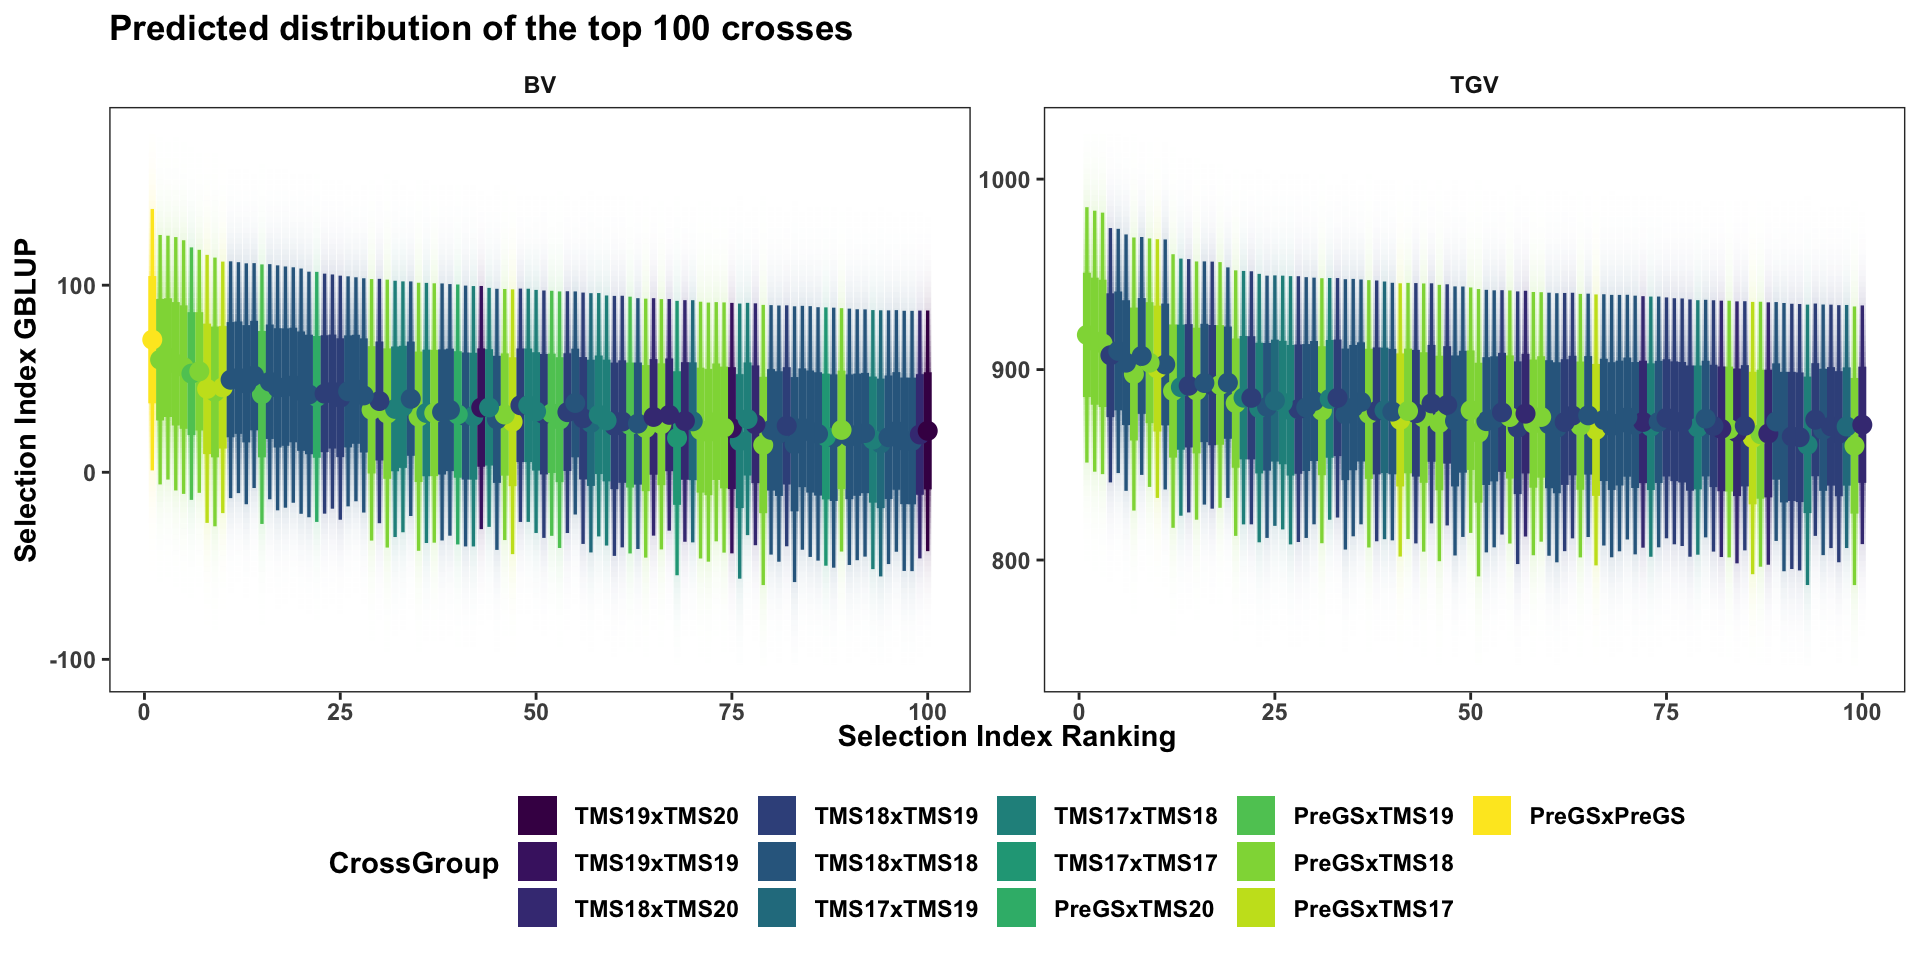 Predicted distribution of the top 100 crosses
BV
TGV
Selection Index GBLUP
100
0
-100
1000
900
800
0
25
50
75
100
0
25
50
75
100
Selection Index Ranking
CrossGroup
TMS19xTMS20
TMS18xTMS19
TMS17xTMS18
PreGSxTMS19
PreGSxPreGS
TMS19xTMS19
TMS18xTMS18
TMS17xTMS17
PreGSxTMS18
TMS18xTMS20
TMS17xTMS19
PreGSxTMS20
PreGSxTMS17